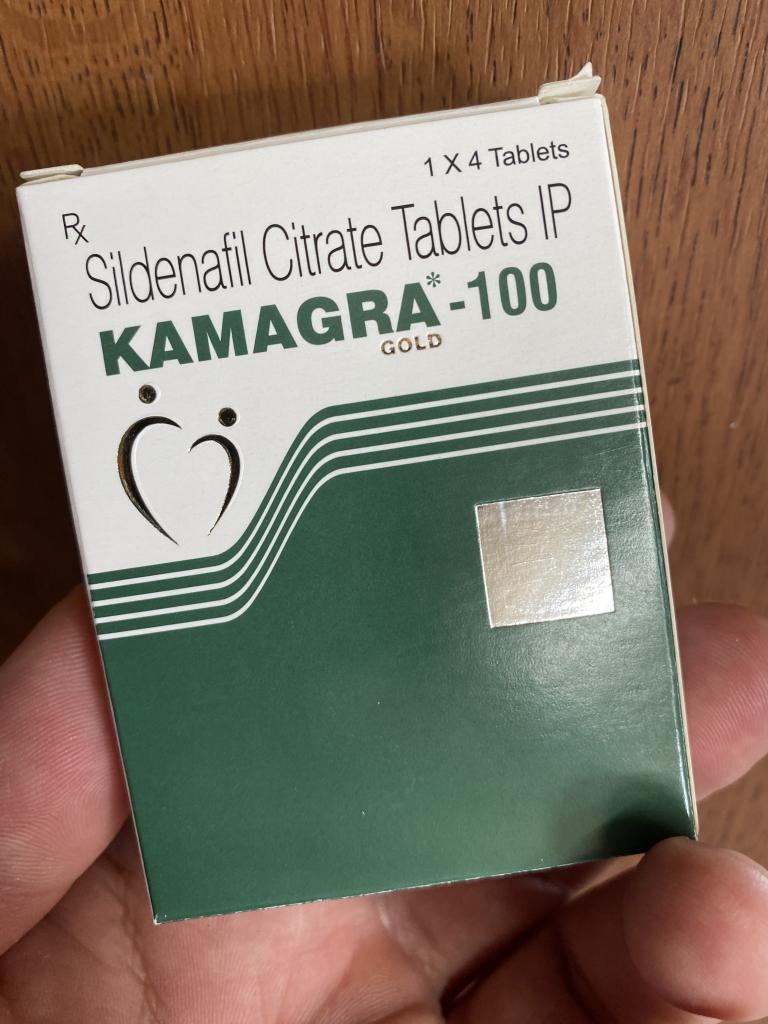 1 X 4 Tablets
Rx
Sildenafil Citrate Tablets IP
KAMAGRA*-100
GOLD